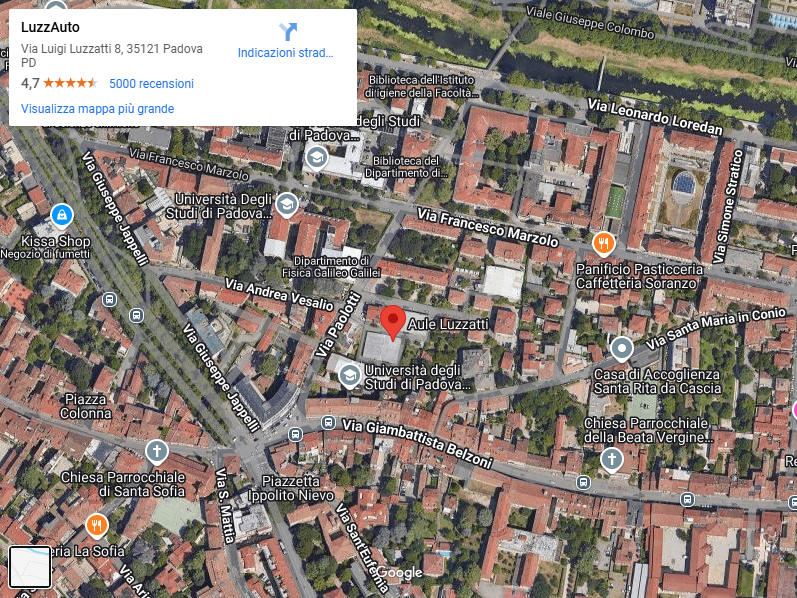 LuzzAuto
Via Luigi Luzzatti 8, 35121 Padova
PD
Indicazioni strad...
4,7
5000 recensioni
Visualizza mappa più grande
Viale Giuseppe Colombo
Biblioteca dell'Istituto
di igiene della Facoltà...
Via Leonardo Loredan
degli Studi
di Padova...
Via Francesco Marzolo
Biblioteca del
Dipartimento di...
Via Giuseppe Jappelli
Università Degli
Studi di Padova...
Via Simone Stratico
Via Francesco Marzolo
Kissa Shop
Negozio di fumetti
Dipartimento di
Fisica Galileo Galilei
Panificio Pasticceria
Caffetteria Soranzo
Via Andrea Vesalio
Via Paolotti
Aule Luzzatti
Via Santa Maria in Conio
Via Giuseppe Jappelli
Università degli
Studi di Padova...
Casa di Accoglienza
Santa Rita da Cascia
Piazza
Colonna
Via Giambattista Belzoni
Chiesa Parrocchiale
della Beata Vergine...
Chiesa Parrocchiale
di Santa Sofia
Via S. Mattia
Piazzetta
Ippolito Nievo
Via Sant'Eufemia
eria La Sofia
Via Ari
Google